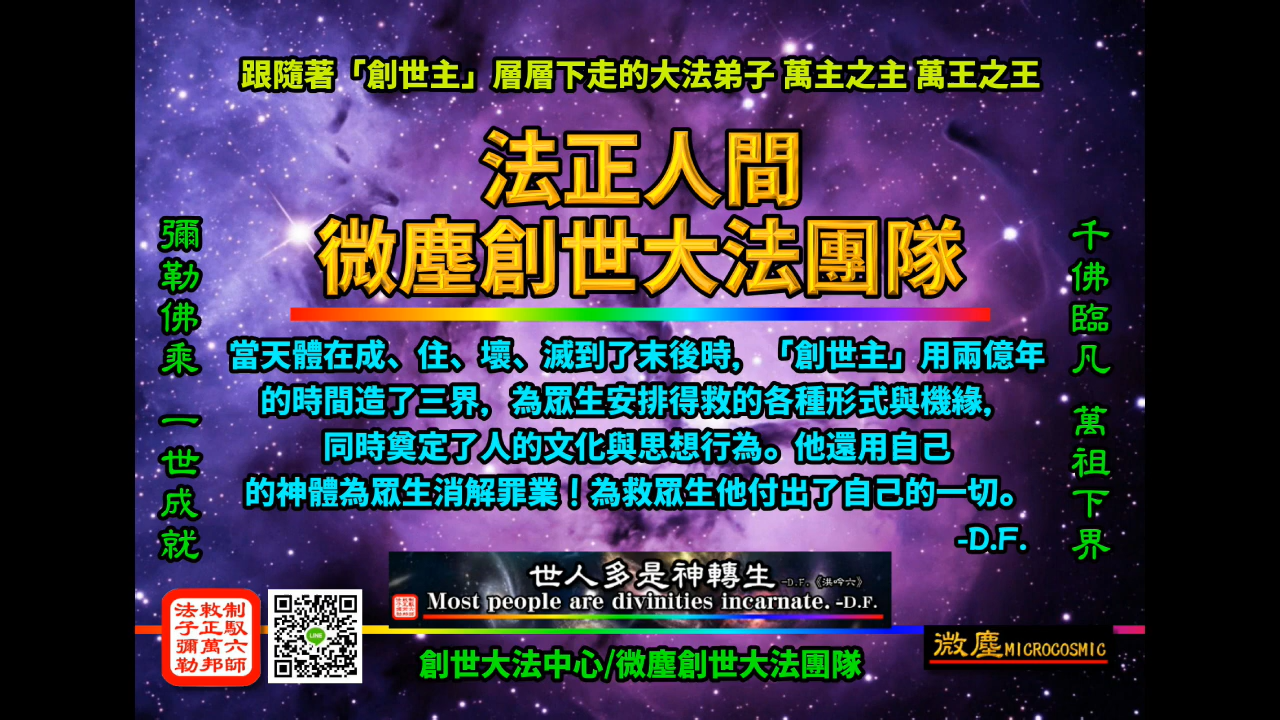 跟隨著「創世主」層層下走的大法弟子 萬主之主 萬王之王
法正人間
微塵創世大法團隊
彌勒佛乘 一世成就
千佛臨凡 萬祖下界
當天體在成、住、壞、滅到了末後時，「創世主」用兩億年
的時間造了三界，為眾生安排得救的各種形式與機緣，
同時奠定了人的文化與思想行為。他還用自己
的神體為眾生消解罪業！為救眾生他付出了自己的一切。
-D.F.
世人多是神轉生 -D.F.《洪吟六》
Most people are divinities incarnate. -D.F.
制馭六師
敕正萬邦
法子彌勒
LINE
創世大法中心/微塵創世大法團隊
微塵 MICROCOSMIC